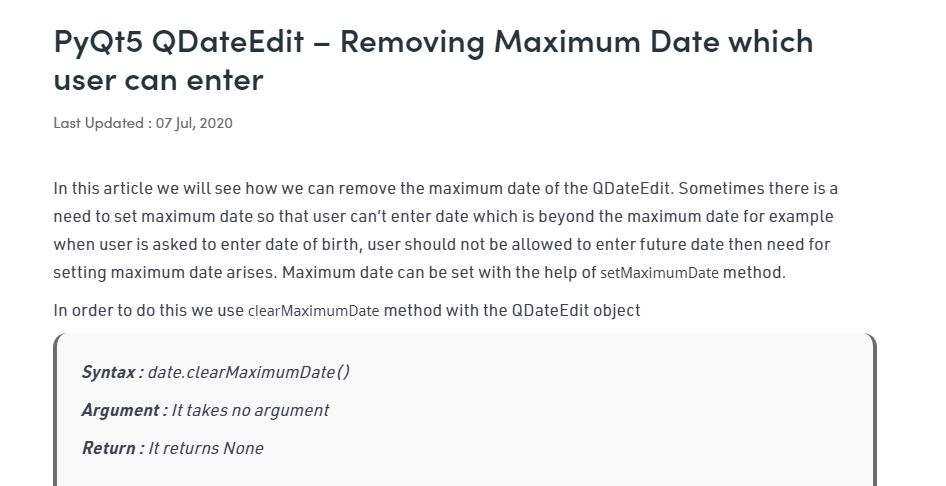 PyQt5 QDateEdit – Removing Maximum Date which
user can enter
Last Updated : 07 Jul, 2020
In this article we will see how we can remove the maximum date of the QDateEdit. Sometimes there is a
need to set maximum date so that user can't enter date which is beyond the maximum date for example
when user is asked to enter date of birth, user should not be allowed to enter future date then need for
setting maximum date arises. Maximum date can be set with the help of setMaximumDate method.
In order to do this we use clearMaximumDate method with the QDateEdit object
Syntax : date.clearMaximumDate()
Argument : It takes no argument
Return : It returns None